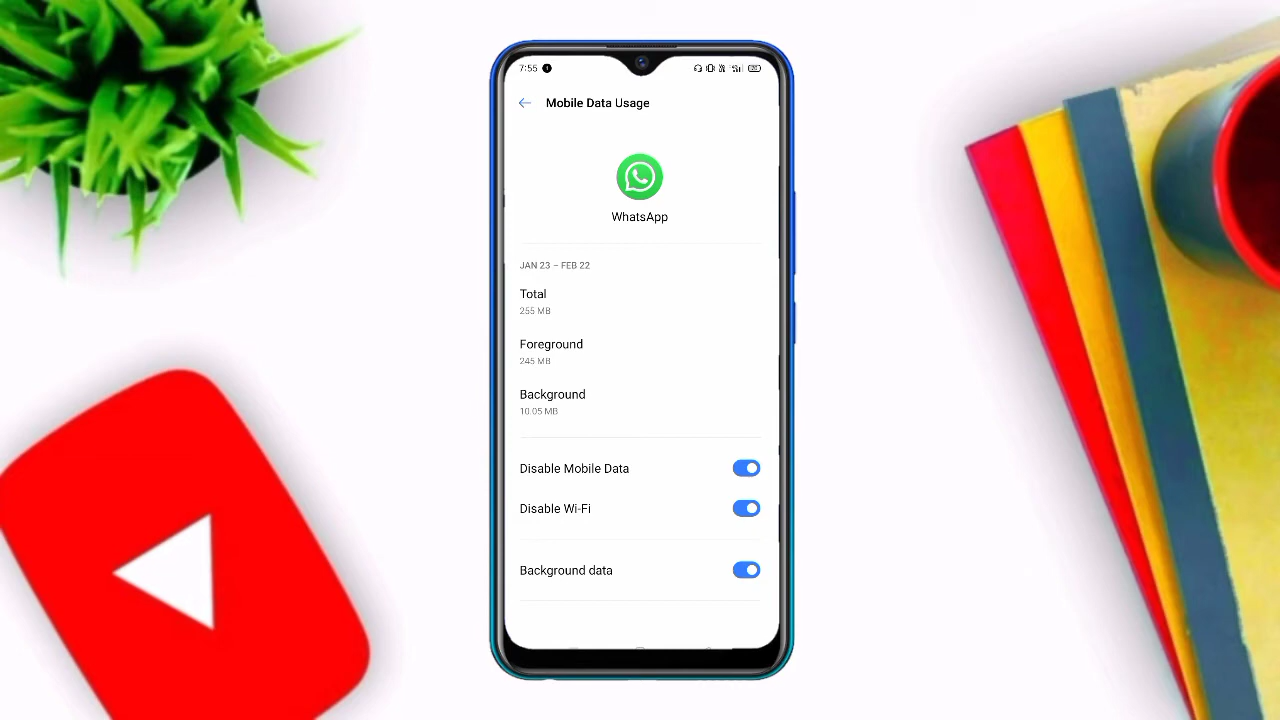 7:55
Mobile Data Usage
WhatsApp
JAN 23 – FEB 22
Total
255 MB
Foreground
245 MB
Background
10.05 MB
Disable Mobile Data
Disable Wi-Fi
Background data